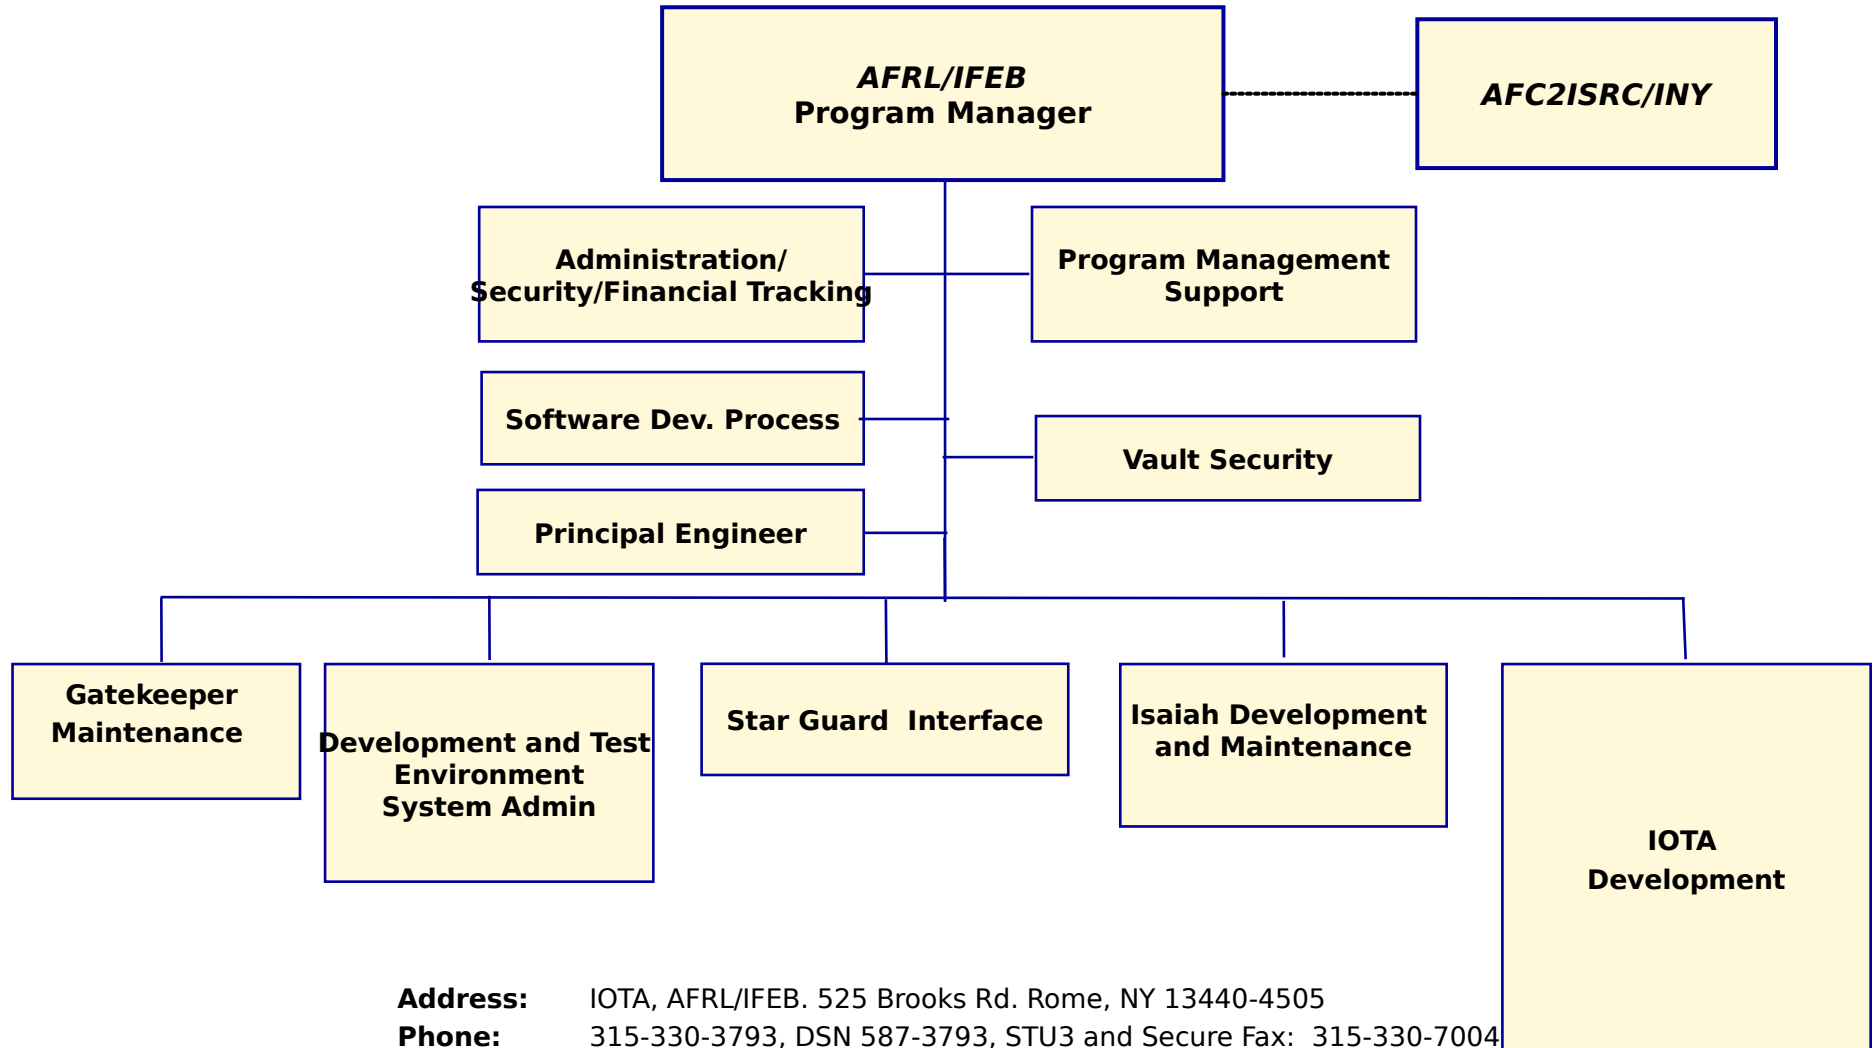 AFRL/IFEB
Program Manager
AFC2ISRC/INY
Administration/
Security/Financial Tracking
Program Management
Support
Software Dev. Process
Vault Security
Principal Engineer
Gatekeeper
Maintenance
Development and Test
Environment
System Admin
Star Guard  Interface
Isaiah Development
and Maintenance
IOTA
Development
Address: IOTA, AFRL/IFEB. 525 Brooks Rd. Rome, NY 13440-4505
Phone: 315-330-3793, DSN 587-3793, STU3 and Secure Fax:  315-330-7004